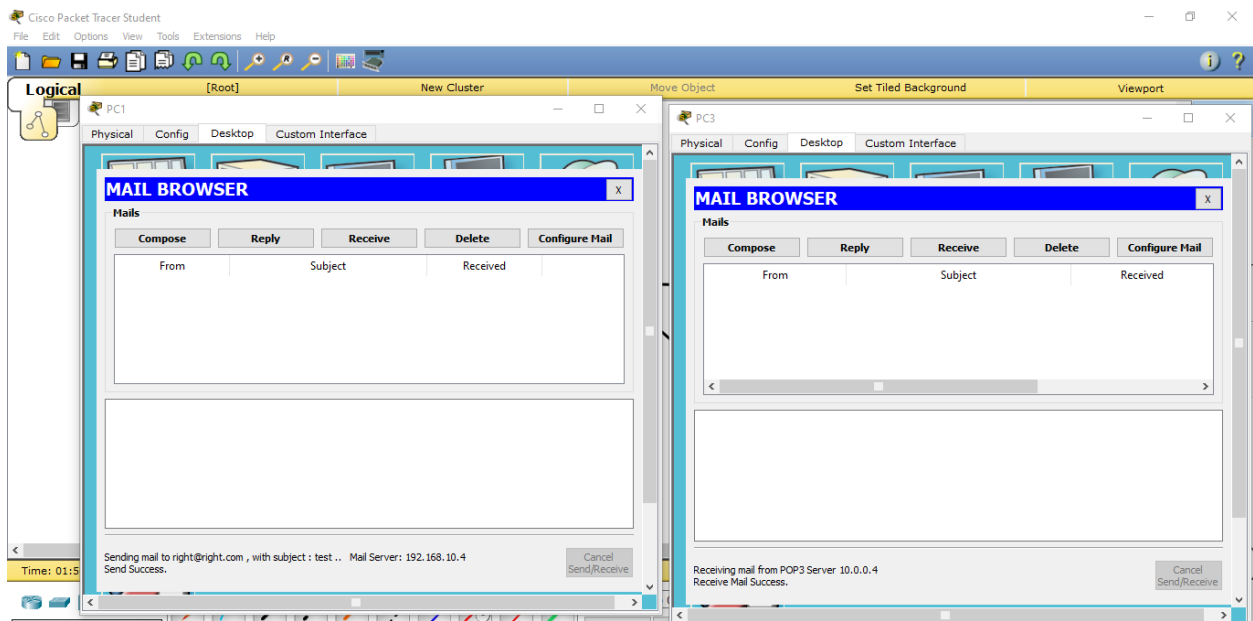 Cisco Packet Tracer Student
File Edit Options View Tools Extensions Help
Logical [Root] New Cluster Move Object Set Tiled Background Viewport
PC1
Physical Config Desktop Custom Interface
MAIL BROWSER X
Mails
Compose Reply Receive Delete Configure Mail
From Subject Received
Sending mail to right@right.com , with subject : test .. Mail Server: 192.168.10.4
Send Success.
Cancel
Send/Receive
PC3
Physical Config Desktop Custom Interface
MAIL BROWSER X
Mails
Compose Reply Receive Delete Configure Mail
From Subject Received
Receiving mail from POP3 Server 10.0.0.4
Receive Mail Success.
Cancel
Send/Receive
Time: 01:5